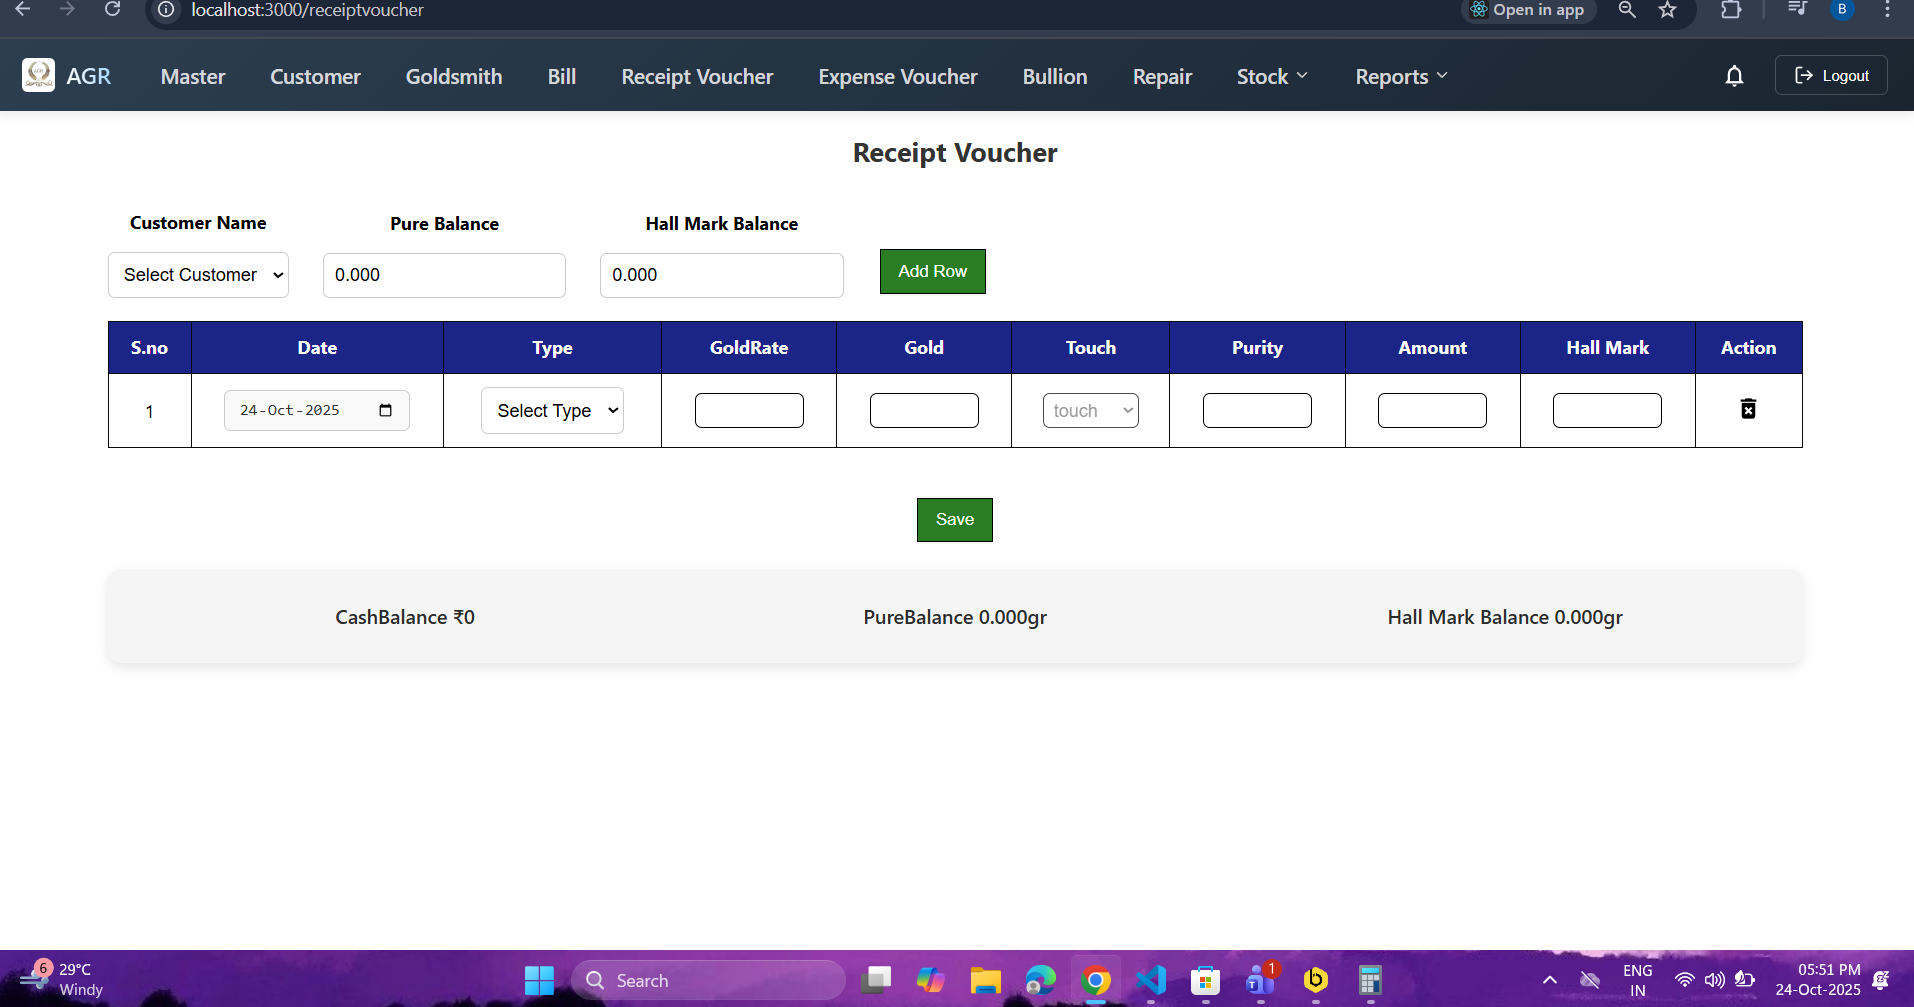 localhost:3000/receiptvoucher
Open in app
B
AGR Master Customer Goldsmith Bill Receipt Voucher Expense Voucher Bullion Repair Stock Reports Logout
Receipt Voucher
Customer Name Pure Balance Hall Mark Balance
Select Customer 0.000 0.000 Add Row
S.no Date Type GoldRate Gold Touch Purity Amount Hall Mark Action
1 24-Oct-2025 Select Type touch
Save
CashBalance ₹0 PureBalance 0.000gr Hall Mark Balance 0.000gr
6 29°C
Windy
Search
1
ENG
IN
05:51 PM
24-Oct-2025